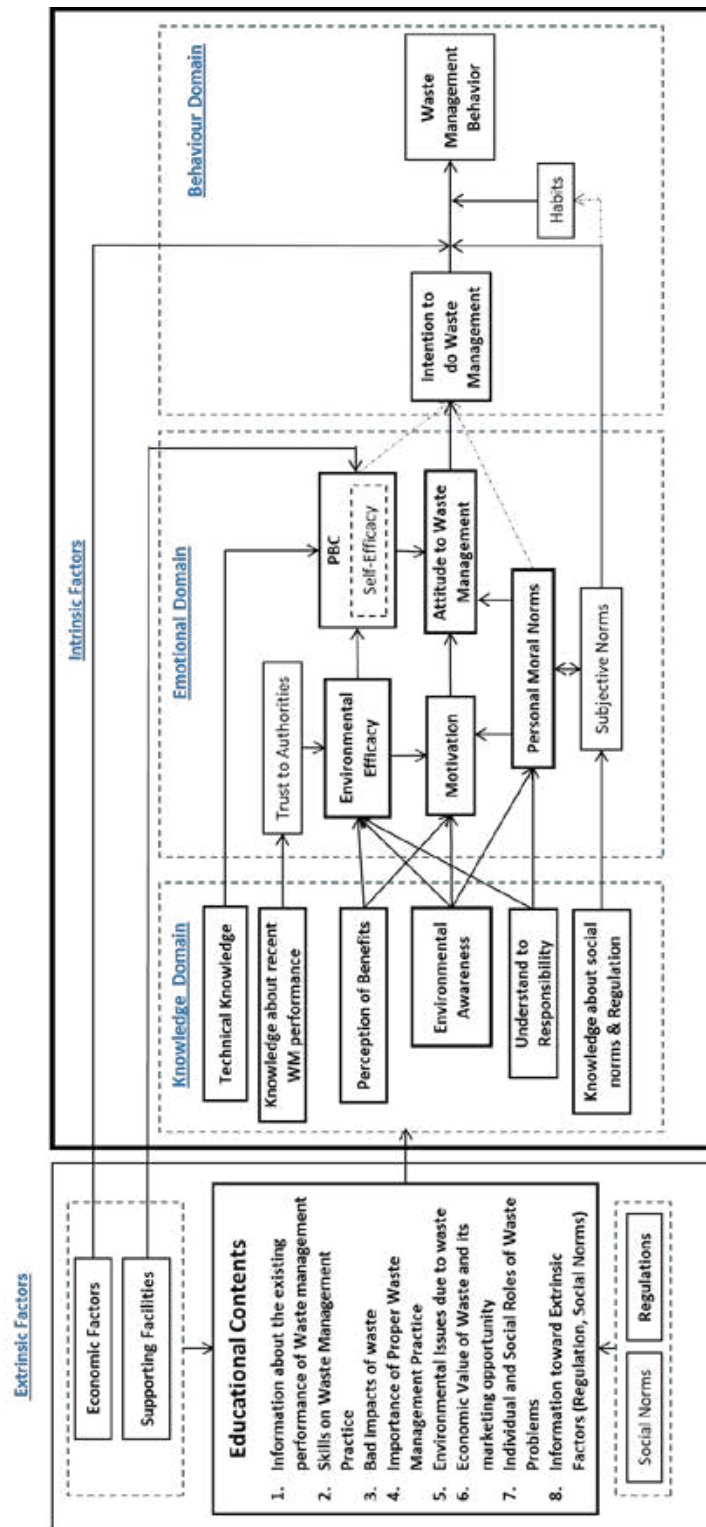 Extrinsic Factors
Economic Factors
Supporting Facilities
Educational Contents
1. Information about the existing
performance of Waste management
2. Skills on Waste Management
Practice
3. Bad Impacts of waste
4. Importance of Proper Waste
Management Practice
5. Environmental Issues due to waste
6. Economic Value of Waste and its
marketing opportunity
7. Individual and Social Roles of Waste
Problems
8. Information toward Extrinsic
Factors (Regulation, Social Norms)
Social Norms
Regulations
Intrinsic Factors
Knowledge Domain
Technical Knowledge
Knowledge about recent
WM performance
Perception of Benefits
Environmental
Awareness
Understand to
Responsibility
Knowledge about social
norms & Regulation
Emotional Domain
Trust to Authorities
Environmental
Efficacy
Motivation
Personal Moral Norms
Subjective Norms
PBC
Self-Efficacy
Attitude to Waste
Management
Behaviour Domain
Intention to
do Waste
Management
Habits
Waste
Management
Behavior